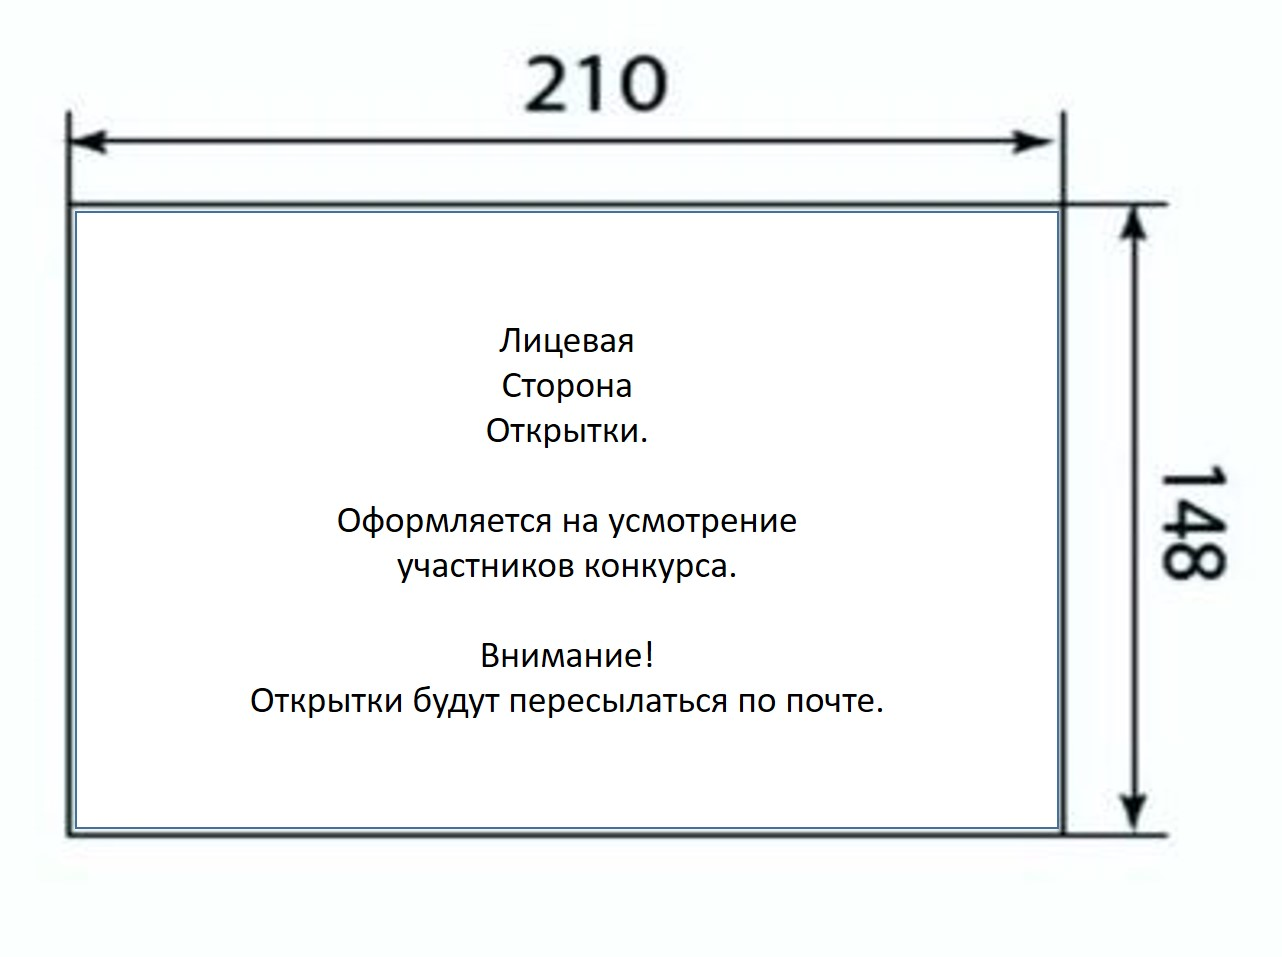 210
Лицевая
Сторона
Открытки.
Оформляется на усмотрение
участников конкурса.
Внимание!
Открытки будут пересылаться по почте.
148